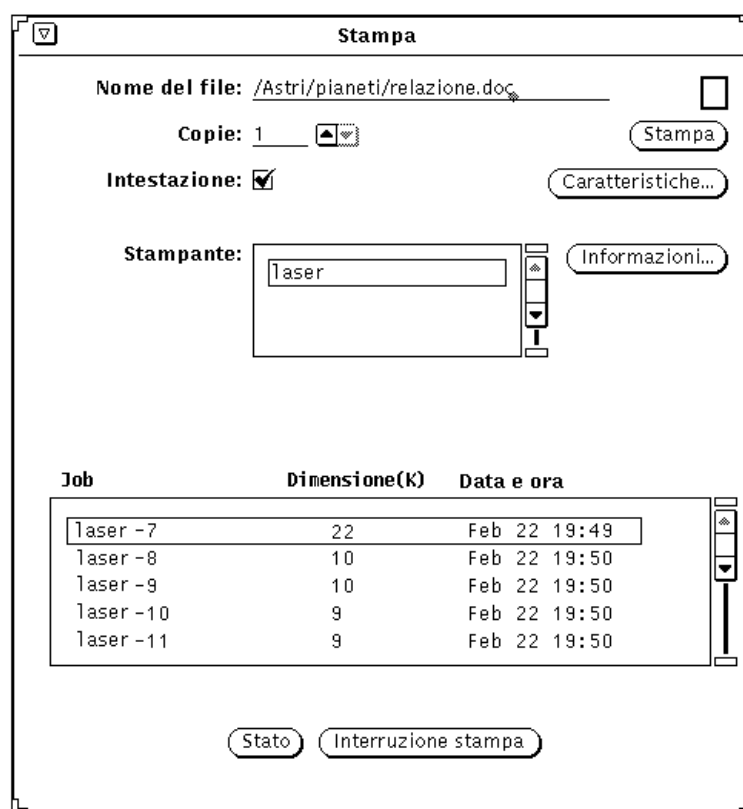 Stampa
Nome del file: /Astri/pianeti/relazione.doc
Copie: 1
Stampa
Intestazione:
Caratteristiche...
Stampante:
laser
Informazioni...
Job Dimensione(K) Data e ora
laser -7 22 Feb 22 19:49
laser -8 10 Feb 22 19:50
laser -9 10 Feb 22 19:50
laser -10 9 Feb 22 19:50
laser -11 9 Feb 22 19:50
Stato Interruzione stampa